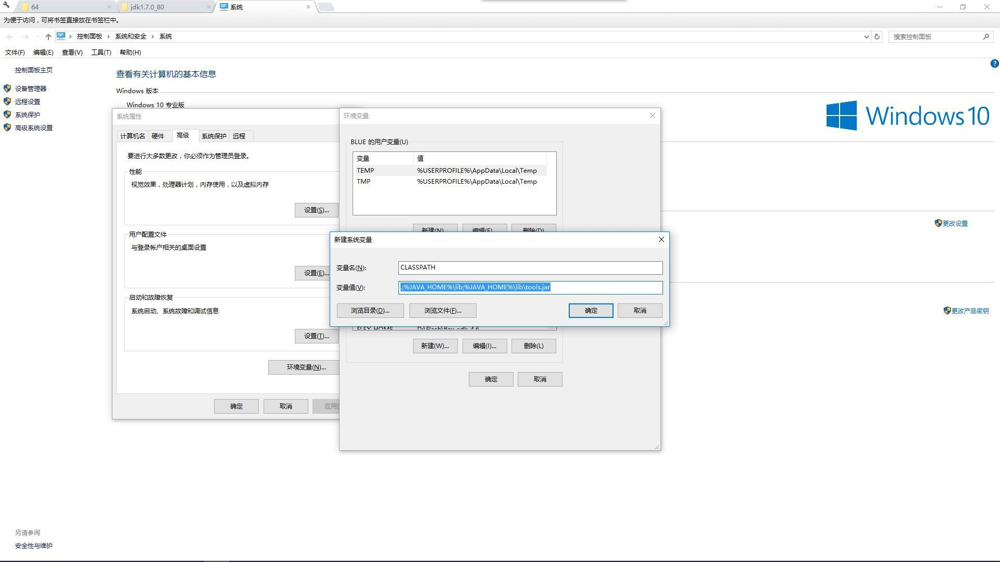 64
jdk1.7.0_80
系统
为便于访问，可将书签直接放在书签栏中。
控制面板 › 系统和安全 › 系统
搜索控制面板
文件(F) 编辑(E) 查看(V) 工具(T) 帮助(H)
控制面板主页
设备管理器
远程设置
系统保护
高级系统设置
查看有关计算机的基本信息
Windows 版本
Windows 10 专业版
Windows 10
更改设置
更改产品密钥
系统属性
计算机名 硬件 高级 系统保护 远程
要进行大多数更改，你必须作为管理员登录。
性能
视觉效果，处理器计划，内存使用，以及虚拟内存
设置(S)...
用户配置文件
与登录帐户相关的桌面设置
设置(E)...
启动和故障恢复
系统启动、系统故障和调试信息
设置(T)...
环境变量(N)...
确定 取消 应用(
环境变量
BLUE 的用户变量(U)
变量 值
TEMP %USERPROFILE%\AppData\Local\Temp
TMP %USERPROFILE%\AppData\Local\Temp
新建(N) 编辑(E) 删除(D)
新建系统变量
变量名(N): CLASSPATH
变量值(V): .;%JAVA_HOME%\lib;%JAVA_HOME%\lib\tools.jar
浏览目录(D)... 浏览文件(F)... 确定 取消
FLEX_HOME D:\Flash\flex_sdk_4.6
新建(W)... 编辑(I)... 删除(L)
确定 取消
另请参阅
安全性与维护